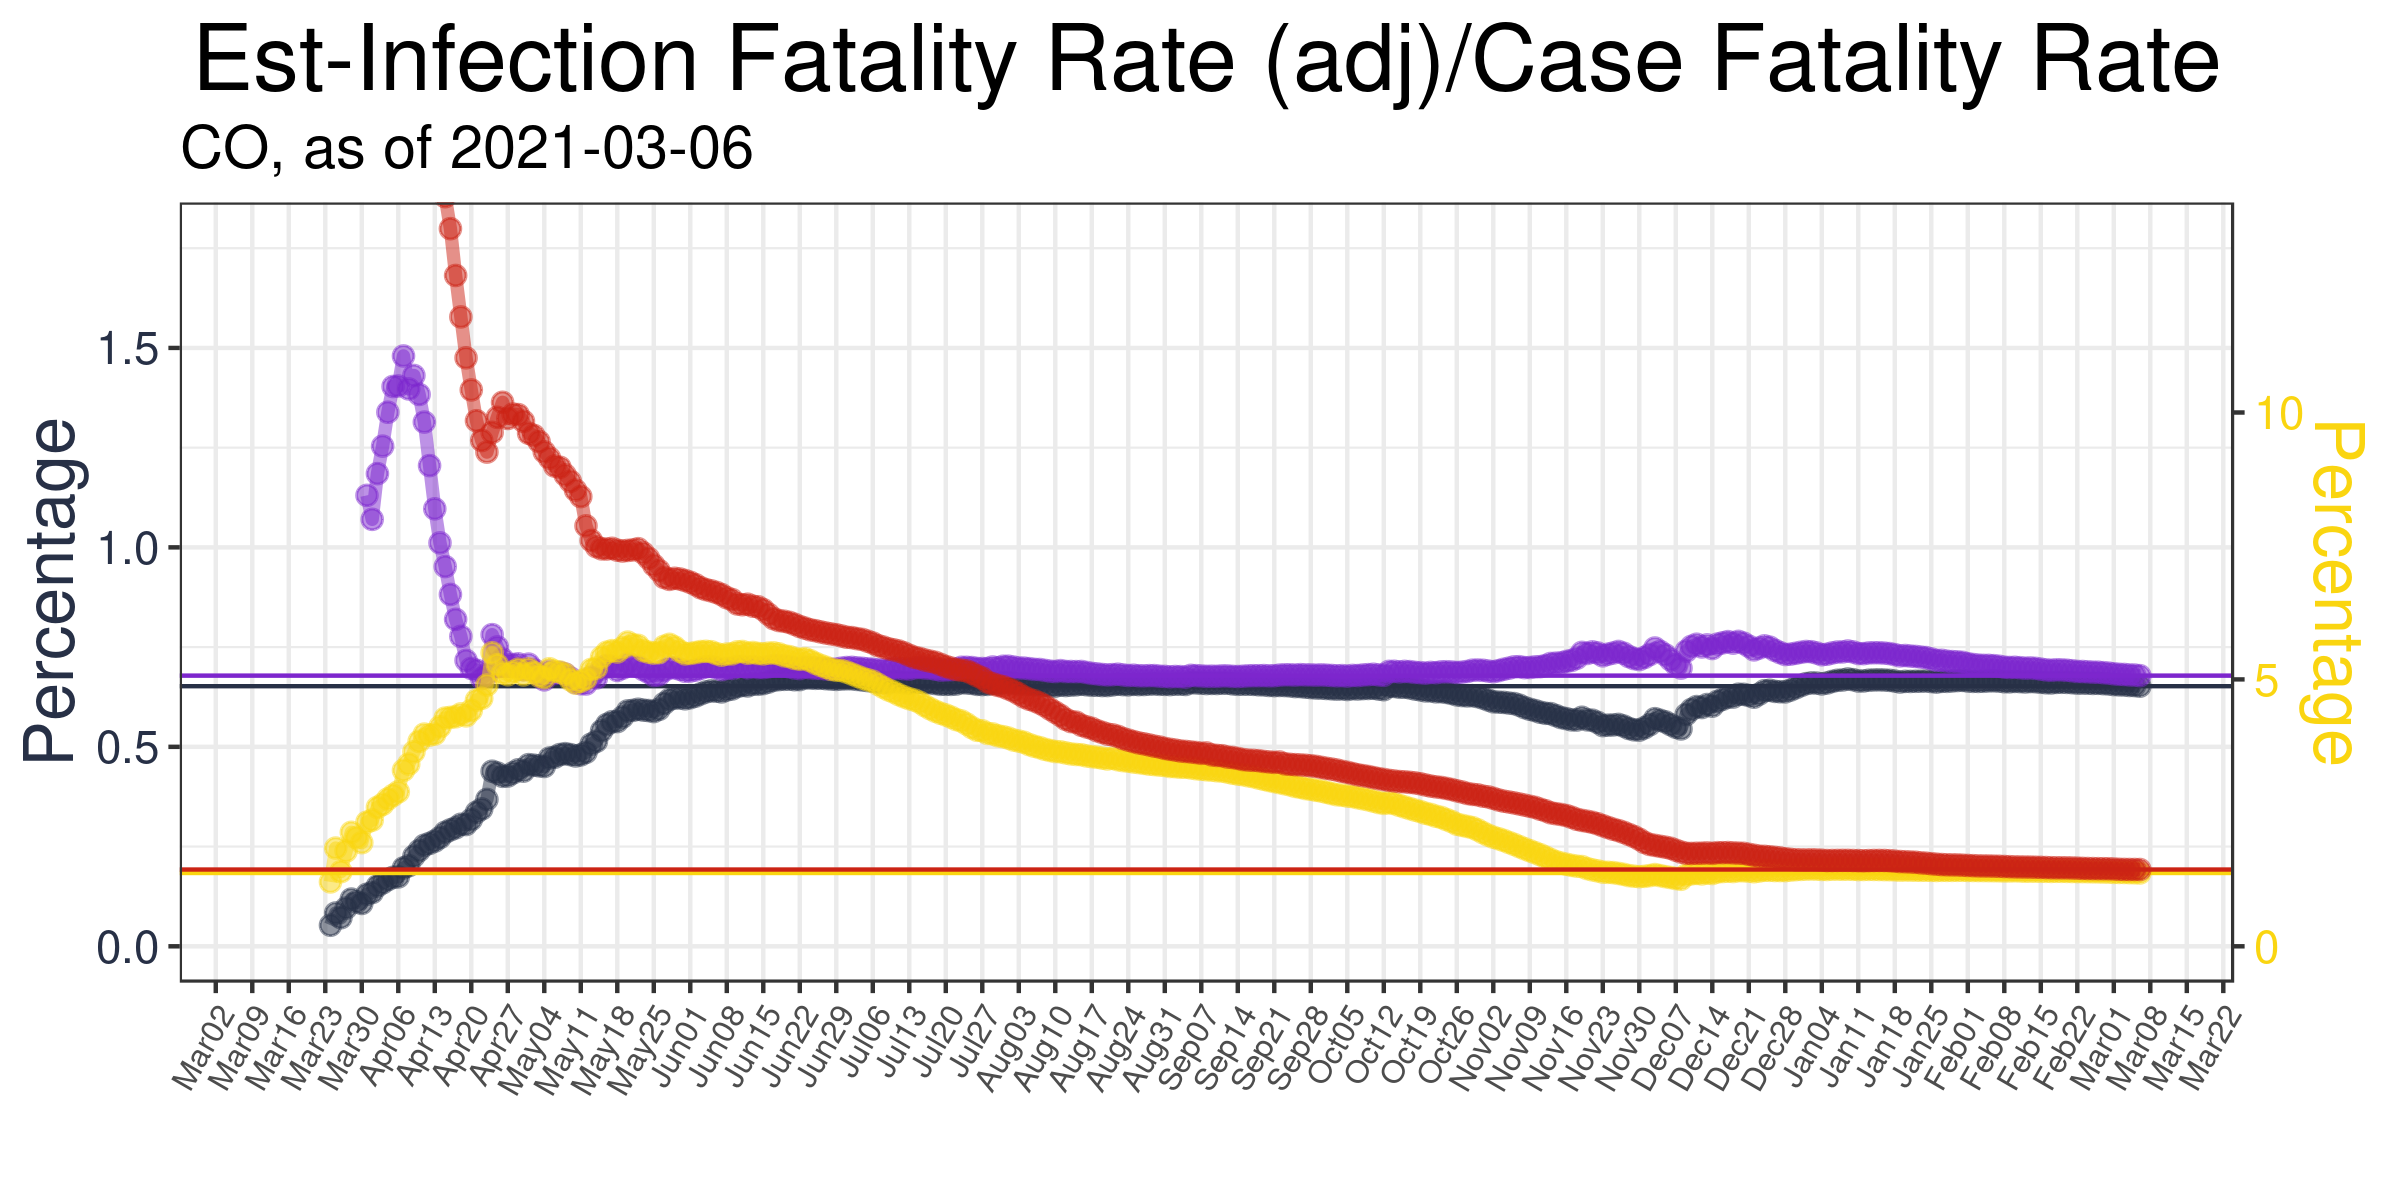 Est-Infection Fatality Rate (adj)/Case Fatality Rate
CO, as of 2021-03-06
Percentage
1.5
1.0
0.5
0.0
10
5
0
Percentage
Mar02
Mar09
Mar16
Mar23
Mar30
Apr06
Apr13
Apr20
Apr27
May04
May11
May18
May25
Jun01
Jun08
Jun15
Jun22
Jun29
Jul06
Jul13
Jul20
Jul27
Aug03
Aug10
Aug17
Aug24
Aug31
Sep07
Sep14
Sep21
Sep28
Oct05
Oct12
Oct19
Oct26
Nov02
Nov09
Nov16
Nov23
Nov30
Dec07
Dec14
Dec21
Dec28
Jan04
Jan11
Jan18
Jan25
Feb01
Feb08
Feb15
Feb22
Mar01
Mar08
Mar15
Mar22